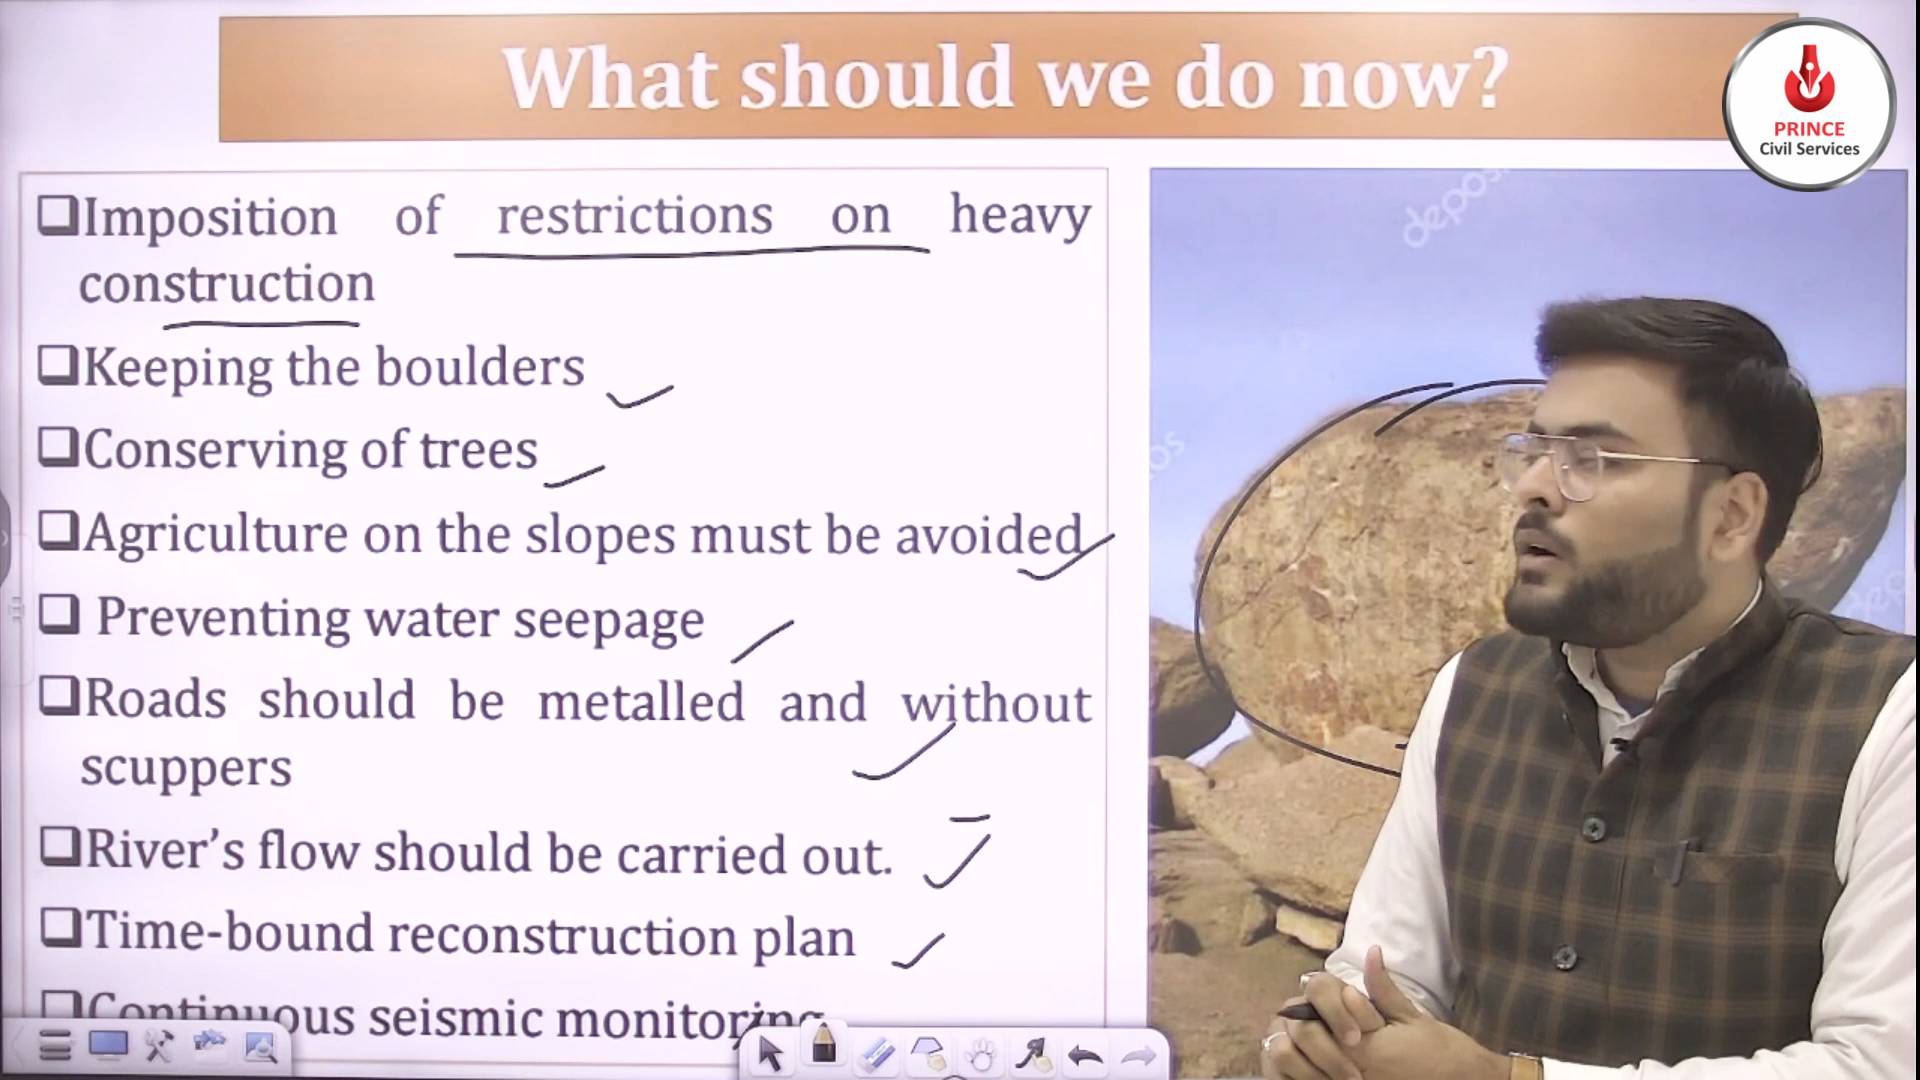 What should we do now?
PRINCE
Civil Services
❑Imposition of restrictions on heavy
construction
❑Keeping the boulders
❑Conserving of trees
❑Agriculture on the slopes must be avoided
❑ Preventing water seepage
❑Roads should be metalled and without
scuppers
❑River's flow should be carried out.
❑Time-bound reconstruction plan
❑Continuous seismic monitoring